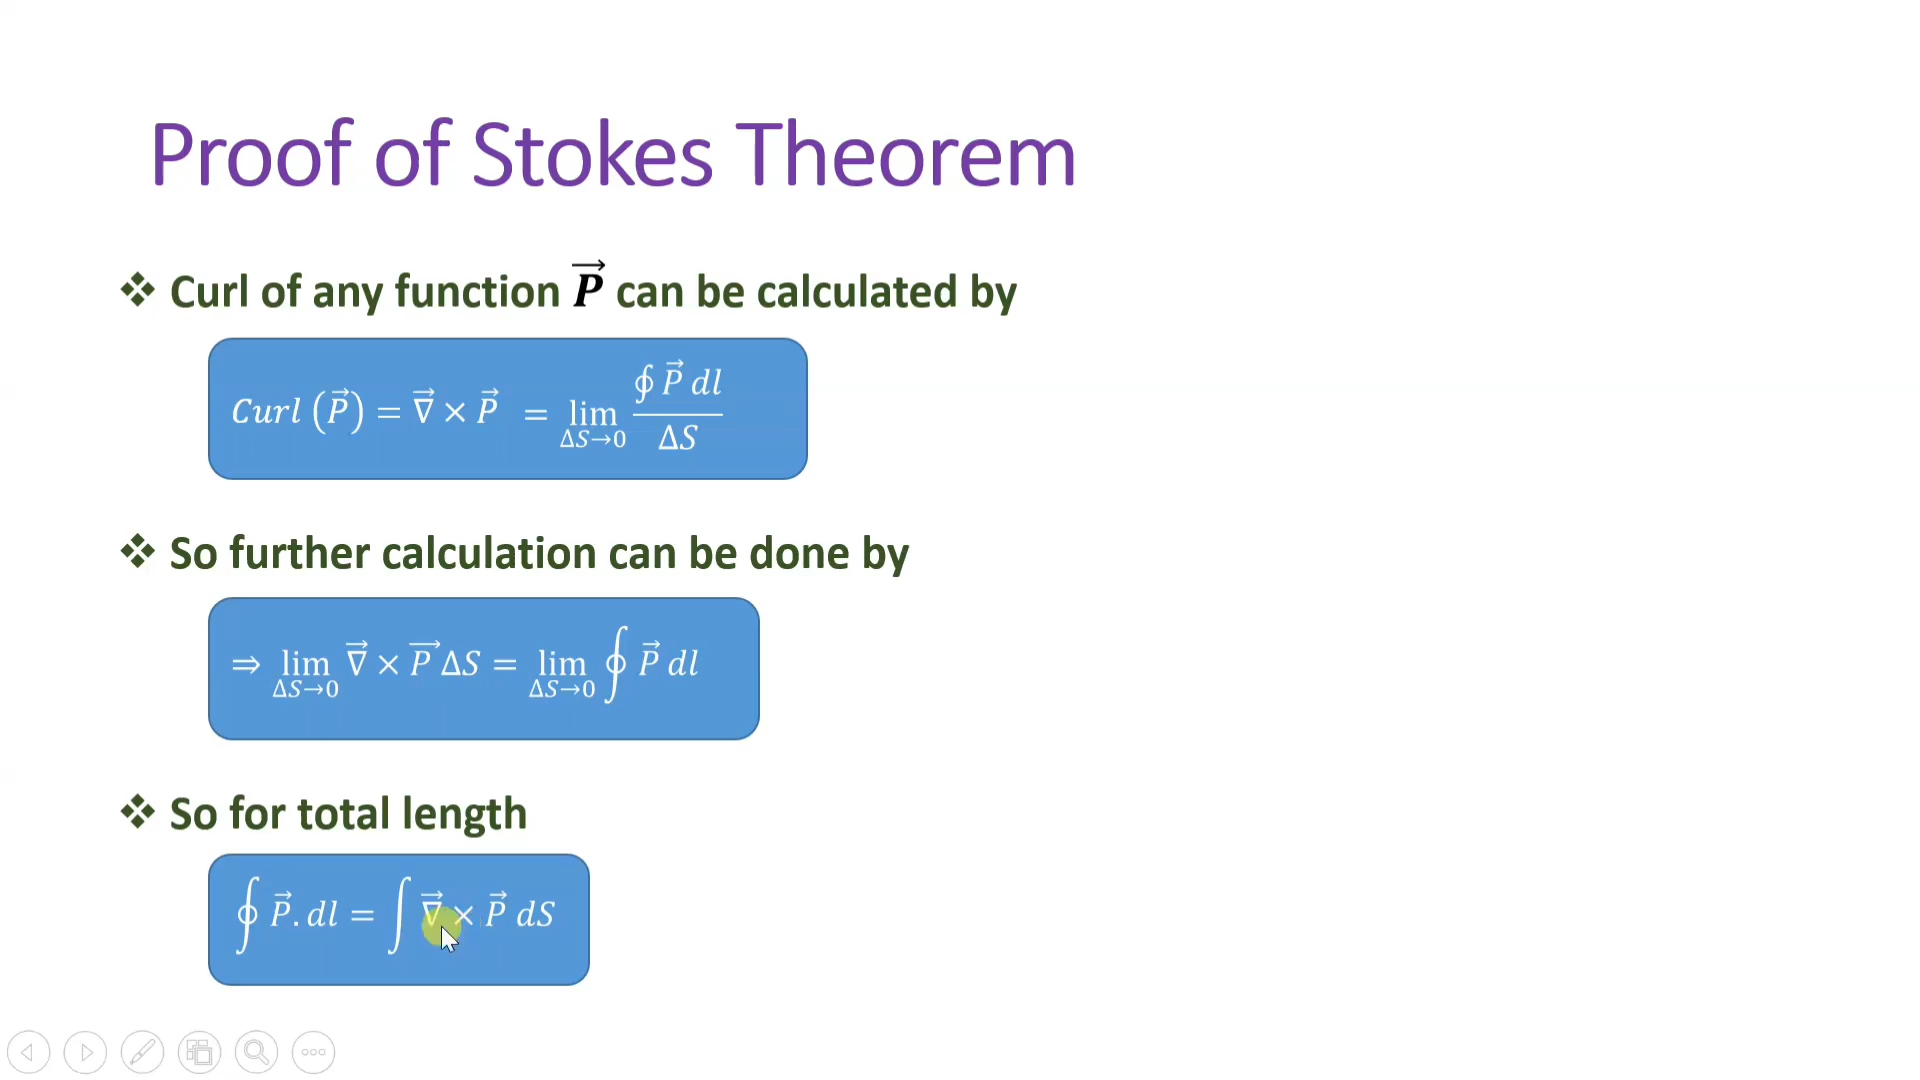 Proof of Stokes Theorem
❖ Curl of any function P⃗ can be calculated by
Curl (P⃗) = ∇⃗ × P⃗ = lim_{ΔS→0} ∮ P⃗ dl / ΔS
❖ So further calculation can be done by
⇒ lim_{ΔS→0} ∇⃗ × P⃗ ΔS = lim_{ΔS→0} ∮ P⃗ dl
❖ So for total length
∮ P⃗. dl = ∫ ∇⃗ × P⃗ dS